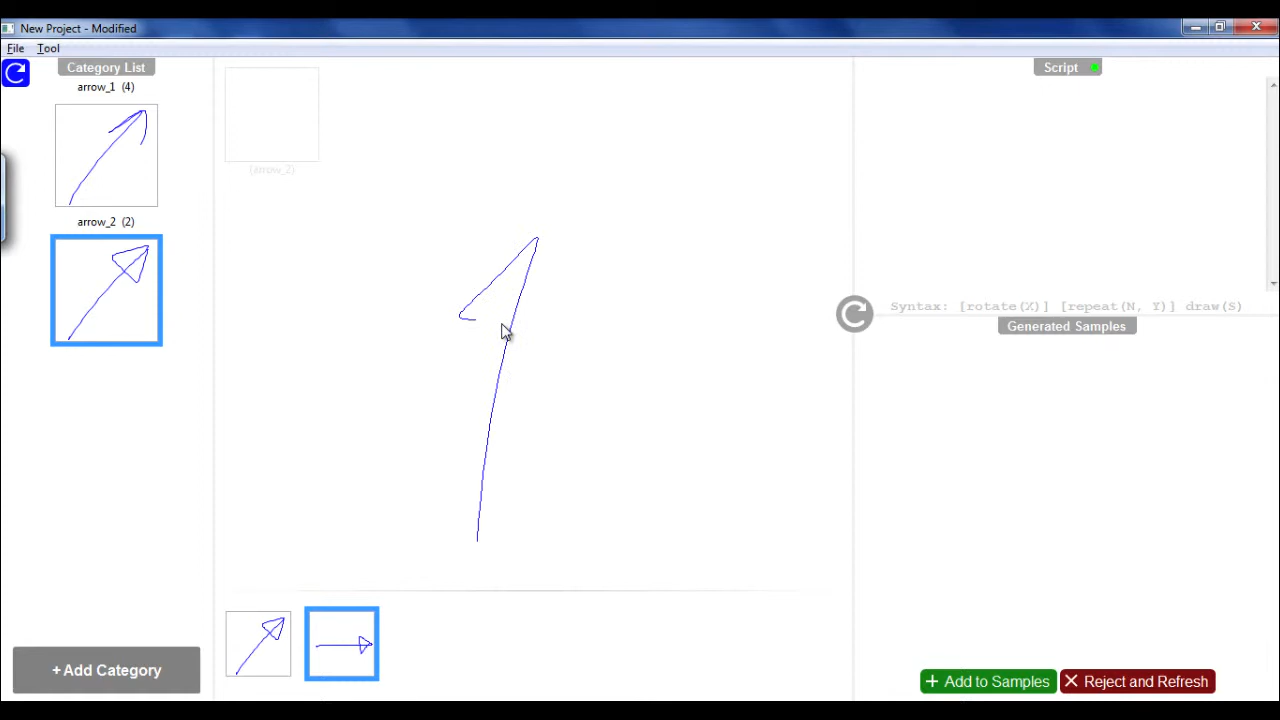 New Project - Modified
File Tool
Category List
arrow_1 (4)
arrow_2 (2)
+ Add Category
(arrow_2)
Script
Syntax: [rotate(X)] [repeat(N, Y)] draw(S)
Generated Samples
+ Add to Samples
Reject and Refresh